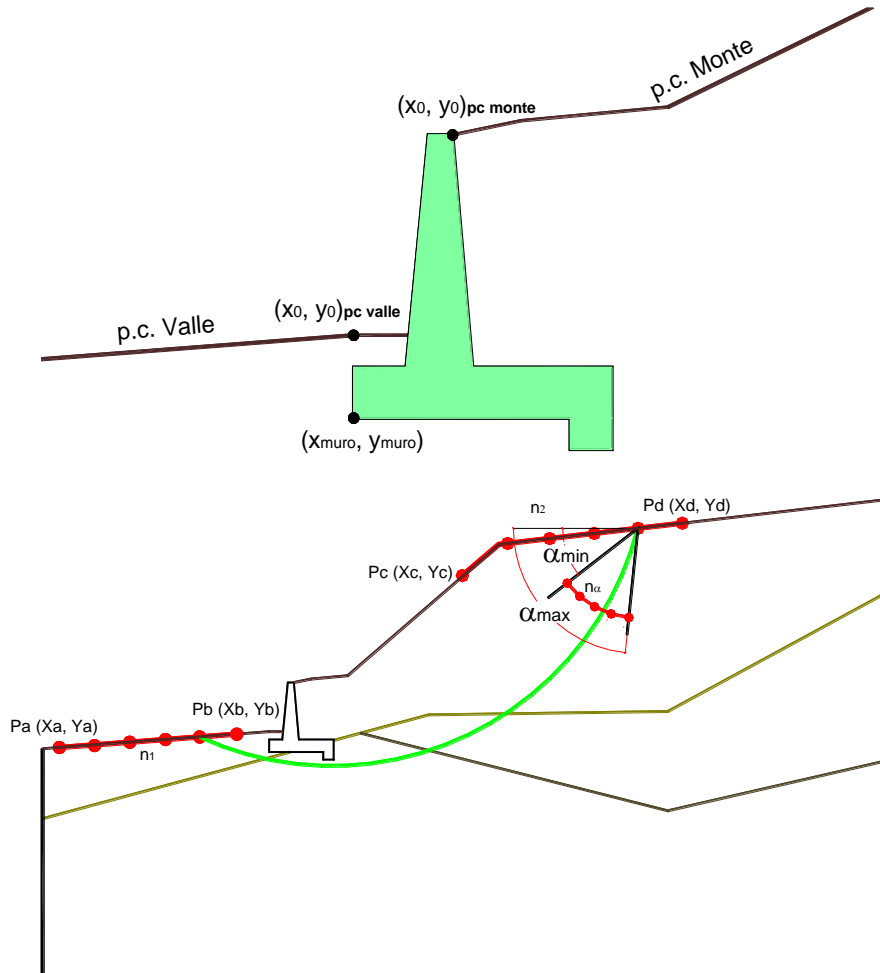 p.c. Monte
(x0, y0)pc monte
(x0, y0)pc valle
p.c. Valle
(xmuro, ymuro)
n2
Pd (Xd, Yd)
αmin
Pc (Xc, Yc)
nα
αmax
Pb (Xb, Yb)
Pa (Xa, Ya)
n1